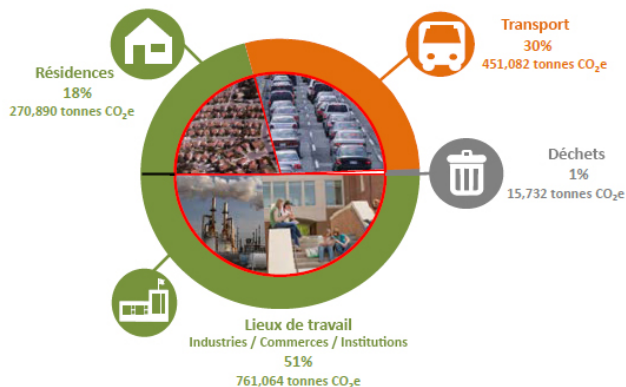 Transport
30%
451,082 tonnes CO₂e
Résidences
18%
270,890 tonnes CO₂e
Déchets
1%
15,732 tonnes CO₂e
Lieux de travail
Industries / Commerces / Institutions
51%
761,064 tonnes CO₂e